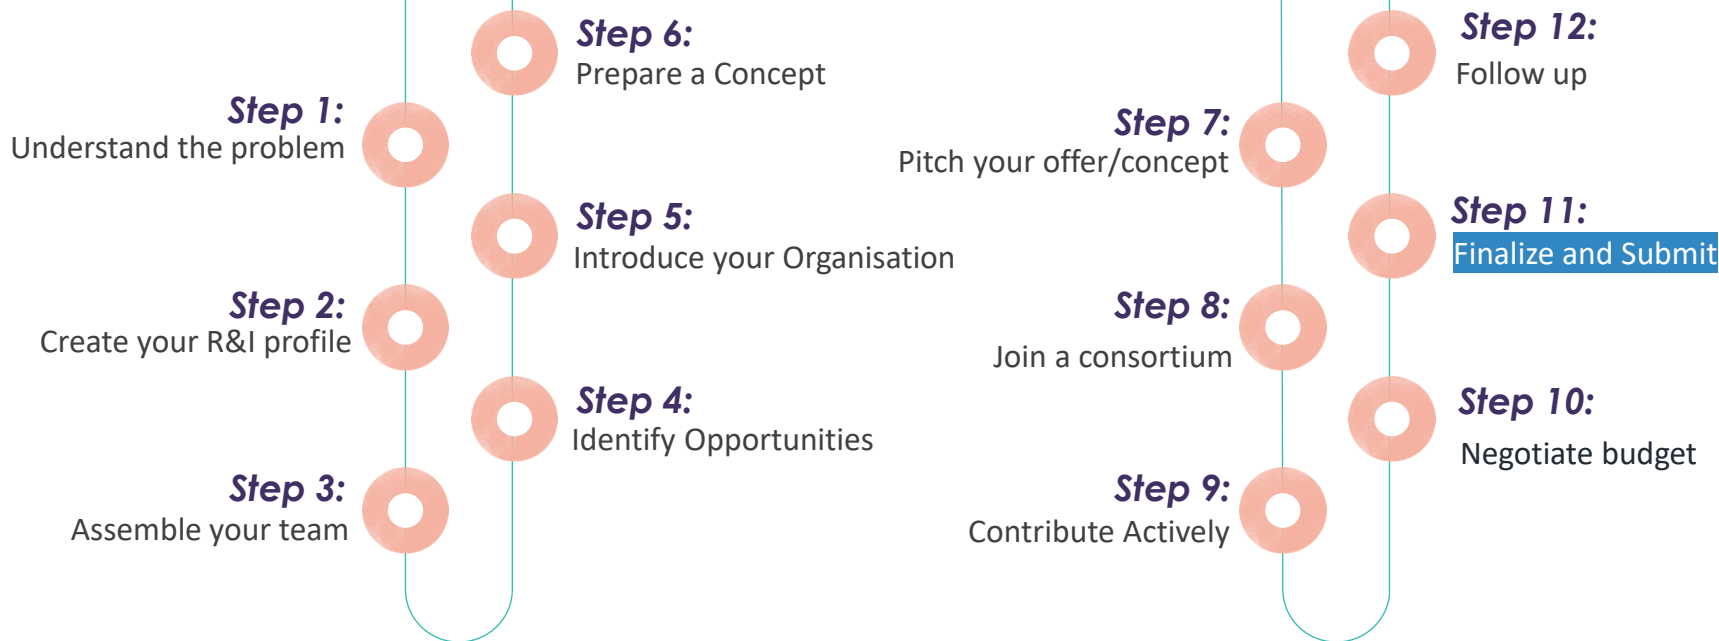 Step 1:
Understand the problem
Step 2:
Create your R&I profile
Step 3:
Assemble your team
Step 4:
Identify Opportunities
Step 5:
Introduce your Organisation
Step 6:
Prepare a Concept
Step 7:
Pitch your offer/concept
Step 8:
Join a consortium
Step 9:
Contribute Actively
Step 10:
Negotiate budget
Step 11:
Finalize and Submit
Step 12:
Follow up